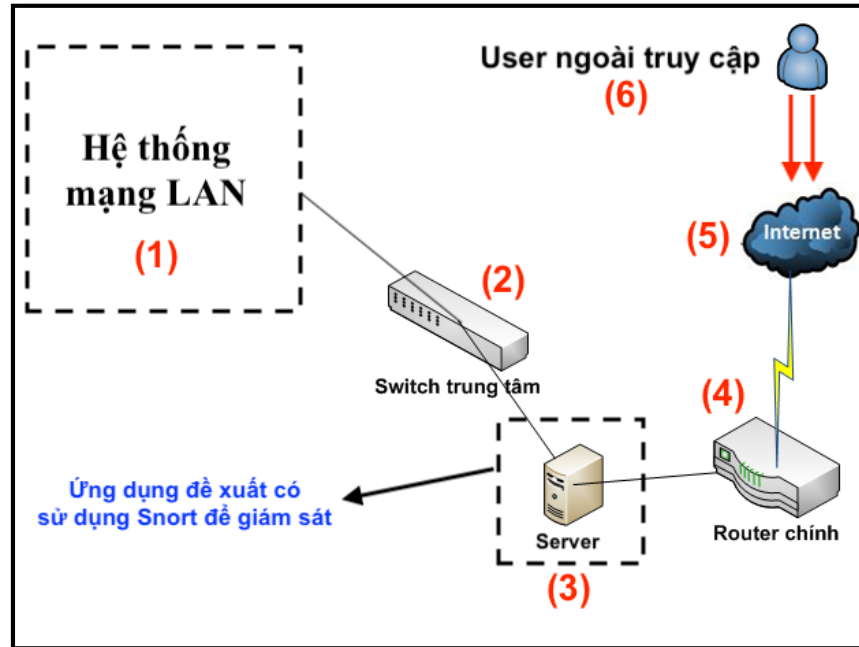 User ngoài truy cập
(6)
Hệ thống
mạng LAN
(1)
(5)
Internet
(2)
Switch trung tâm
(4)
Router chính
Ứng dụng đề xuất có
sử dụng Snort để giám sát
Server
(3)